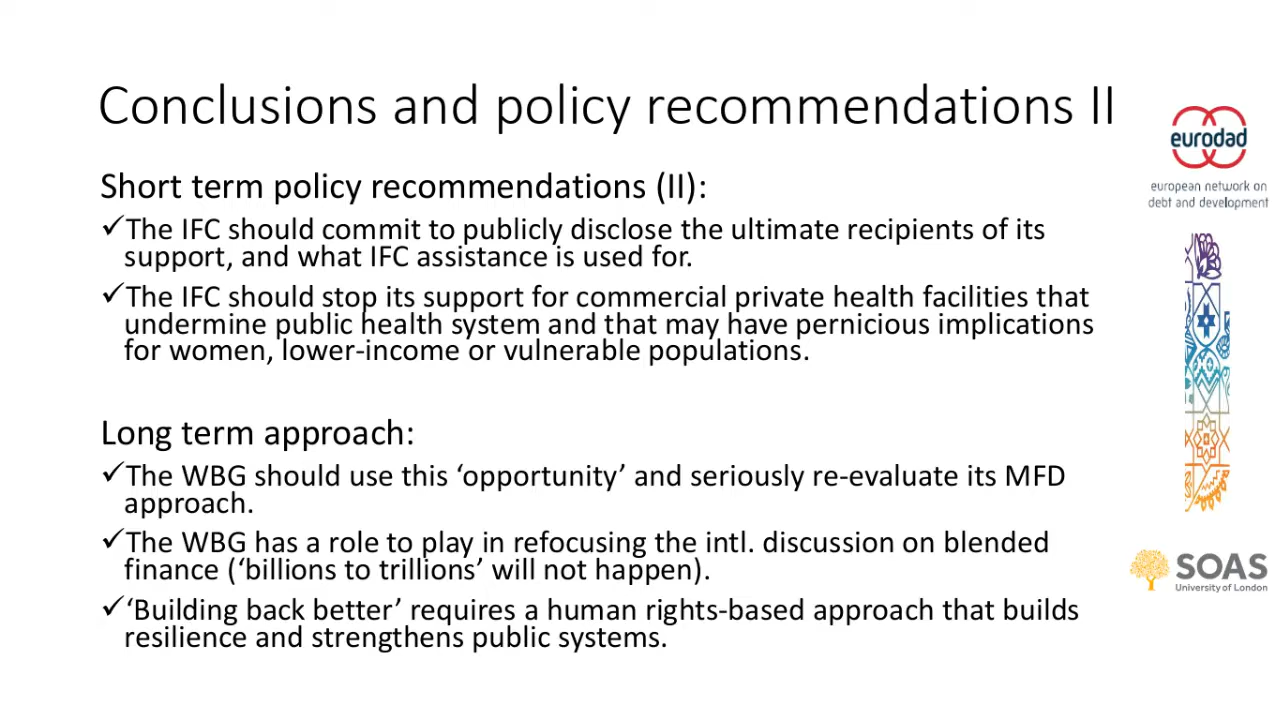 Conclusions and policy recommendations II
Short term policy recommendations (II):
✓The IFC should commit to publicly disclose the ultimate recipients of its
support, and what IFC assistance is used for.
✓The IFC should stop its support for commercial private health facilities that
undermine public health system and that may have pernicious implications
for women, lower-income or vulnerable populations.
Long term approach:
✓The WBG should use this ‘opportunity’ and seriously re-evaluate its MFD
approach.
✓The WBG has a role to play in refocusing the intl. discussion on blended
finance (‘billions to trillions’ will not happen).
✓‘Building back better’ requires a human rights-based approach that builds
resilience and strengthens public systems.
eurodad
european network on
debt and development
SOAS
University of London